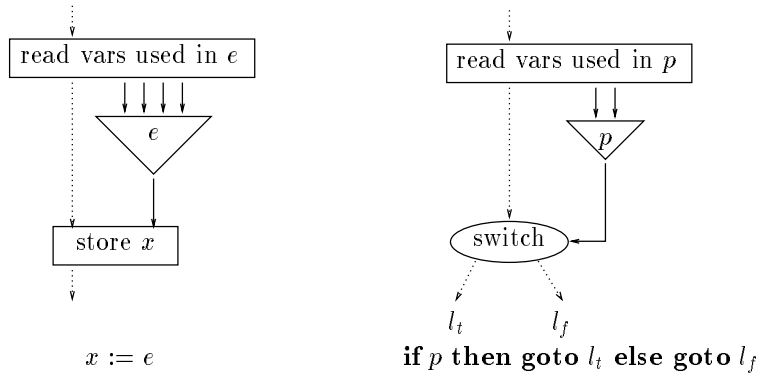 read vars used in e
e
store x
x := e
read vars used in p
p
switch
l_t l_f
if p then goto l_t else goto l_f